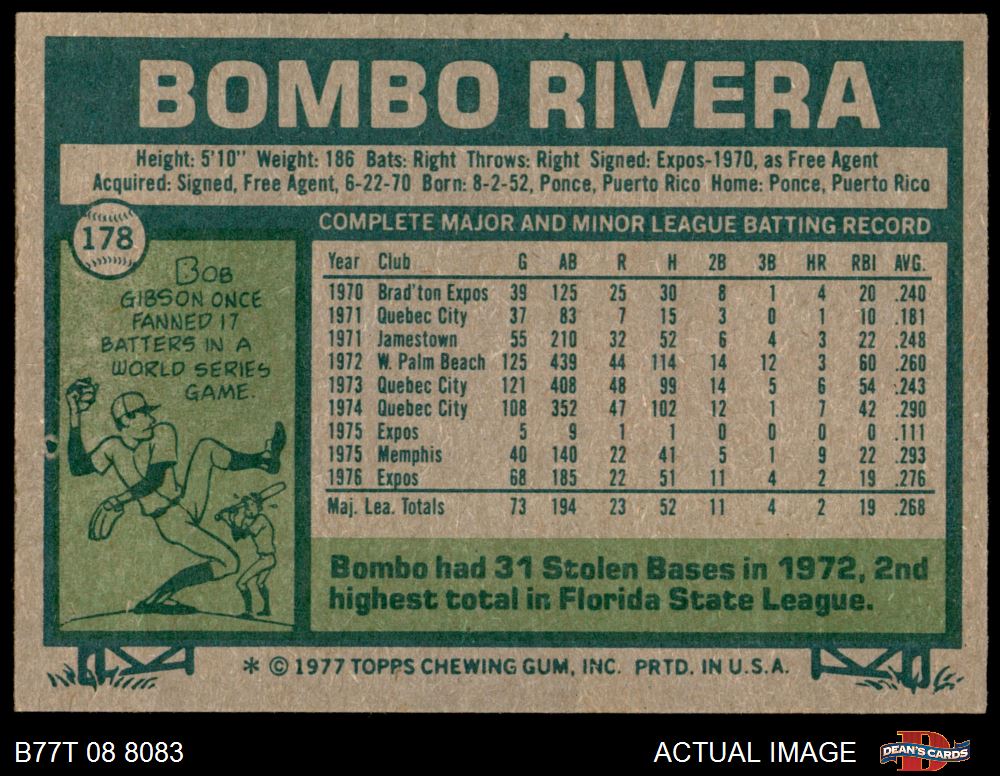 BOMBO RIVERA
Height: 5'10" Weight: 186 Bats: Right Throws: Right Signed: Expos-1970, as Free Agent
Acquired: Signed, Free Agent, 6-22-70 Born: 8-2-52, Ponce, Puerto Rico Home: Ponce, Puerto Rico
178
BOB
GIBSON ONCE
FANNED 17
BATTERS IN A
WORLD SERIES
GAME.
COMPLETE MAJOR AND MINOR LEAGUE BATTING RECORD
Year Club G AB R H 2B 3B HR RBI AVG.
1970 Brad'ton Expos 39 125 25 30 8 1 4 20 .240
1971 Quebec City 37 83 7 15 3 0 1 10 .181
1971 Jamestown 55 210 32 52 6 4 3 22 .248
1972 W. Palm Beach 125 439 44 114 14 12 3 60 .260
1973 Quebec City 121 408 48 99 14 5 6 54 .243
1974 Quebec City 108 352 47 102 12 1 7 42 .290
1975 Expos 5 9 1 1 0 0 0 0 .111
1975 Memphis 40 140 22 41 5 1 9 22 .293
1976 Expos 68 185 22 51 11 4 2 19 .276
Maj. Lea. Totals 73 194 23 52 11 4 2 19 .268
Bombo had 31 Stolen Bases in 1972, 2nd
highest total in Florida State League.
* © 1977 TOPPS CHEWING GUM, INC. PRTD. IN U.S.A.
B77T 08 8083
ACTUAL IMAGE
DEAN'S CARDS